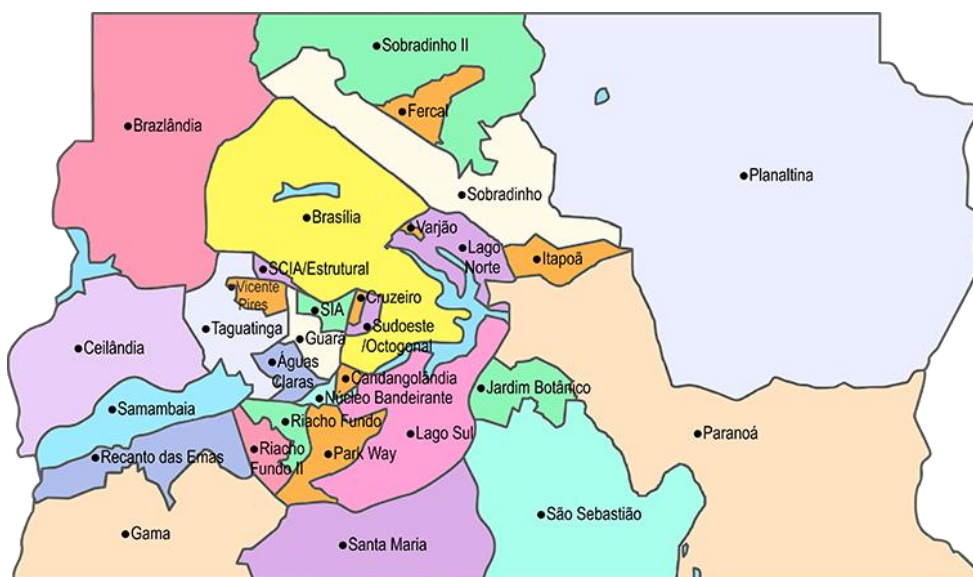 Sobradinho II
Fercal
Brazlândia
Planaltina
Sobradinho
Brasília
Varjão
Lago
Norte
Itapoã
SCIA/Estrutural
Vicente
Pires
Cruzeiro
SIA
Taguatinga
Sudoeste
/Octogonal
Guará
Ceilândia
Águas
Claras
Candangolândia
Jardim Botânico
Núcleo Bandeirante
Samambaia
Riacho Fundo
Lago Sul
Paranoá
Riacho
Fundo II
Park Way
Recanto das Emas
São Sebastião
Gama
Santa Maria